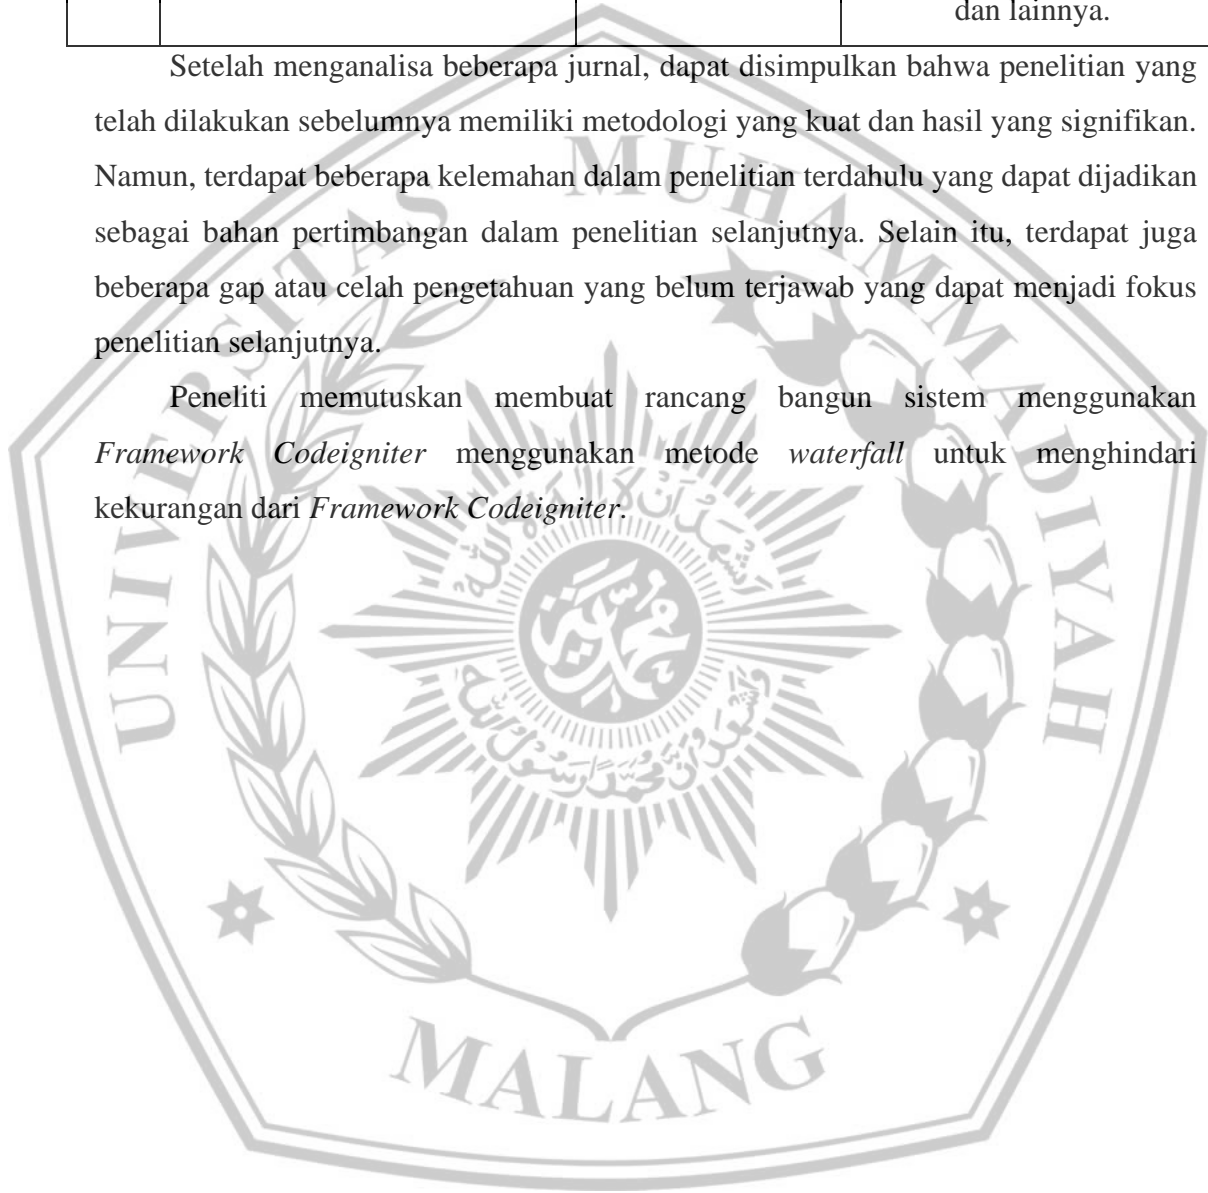 dan lainnya.
Setelah menganalisa beberapa jurnal, dapat disimpulkan bahwa penelitian yang
telah dilakukan sebelumnya memiliki metodologi yang kuat dan hasil yang signifikan.
Namun, terdapat beberapa kelemahan dalam penelitian terdahulu yang dapat dijadikan
sebagai bahan pertimbangan dalam penelitian selanjutnya. Selain itu, terdapat juga
beberapa gap atau celah pengetahuan yang belum terjawab yang dapat menjadi fokus
penelitian selanjutnya.
Peneliti memutuskan membuat rancang bangun sistem menggunakan
Framework Codeigniter menggunakan metode waterfall untuk menghindari
kekurangan dari Framework Codeigniter.
UNIVERSITAS MUHAMMADIYAH
MALANG